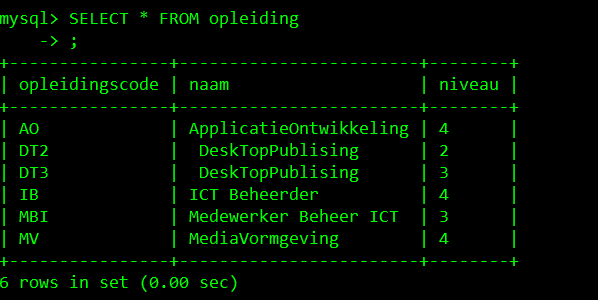 mysql> SELECT * FROM opleiding
    -> ;
+----------------+-------------------------+--------+
| opleidingscode | naam                    | niveau |
+----------------+-------------------------+--------+
| AO             | ApplicatieOntwikkeling  | 4      |
| DT2            |  DeskTopPublising       | 2      |
| DT3            |  DeskTopPublising       | 3      |
| IB             | ICT Beheerder           | 4      |
| MBI            | Medewerker Beheer ICT   | 3      |
| MV             | MediaVormgeving         | 4      |
+----------------+-------------------------+--------+
6 rows in set (0.00 sec)